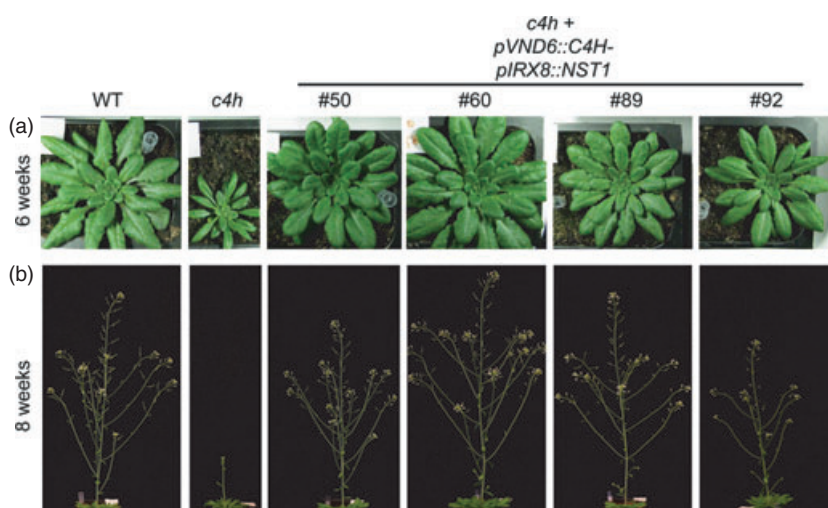 c4h +
pVND6::C4H-
pIRX8::NST1
WT c4h #50 #60 #89 #92
(a)
6 weeks
(b)
8 weeks